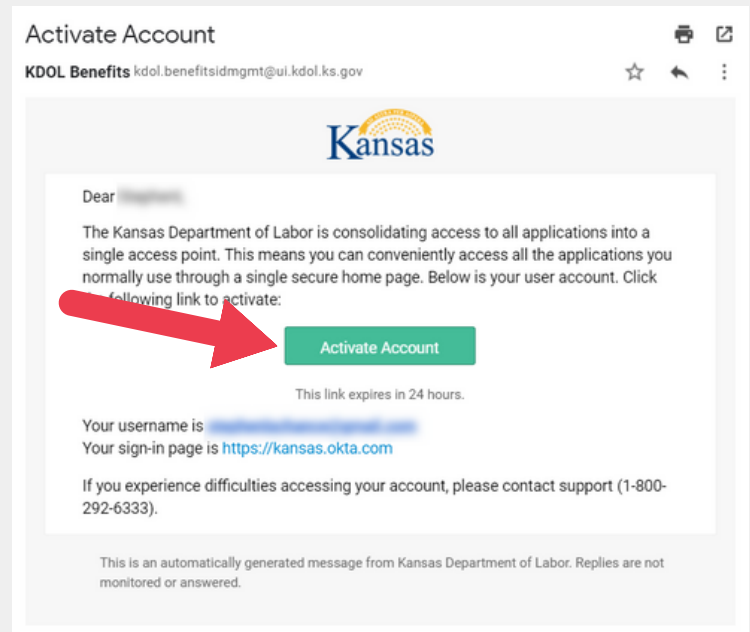 Activate Account
KDOL Benefits kdol.benefitsidmgmt@ui.kdol.ks.gov
Kansas
Dear
The Kansas Department of Labor is consolidating access to all applications into a
single access point. This means you can conveniently access all the applications you
normally use through a single secure home page. Below is your user account. Click
following link to activate:
Activate Account
This link expires in 24 hours.
Your username is
Your sign-in page is https://kansas.okta.com
If you experience difficulties accessing your account, please contact support (1-800-
292-6333).
This is an automatically generated message from Kansas Department of Labor. Replies are not
monitored or answered.